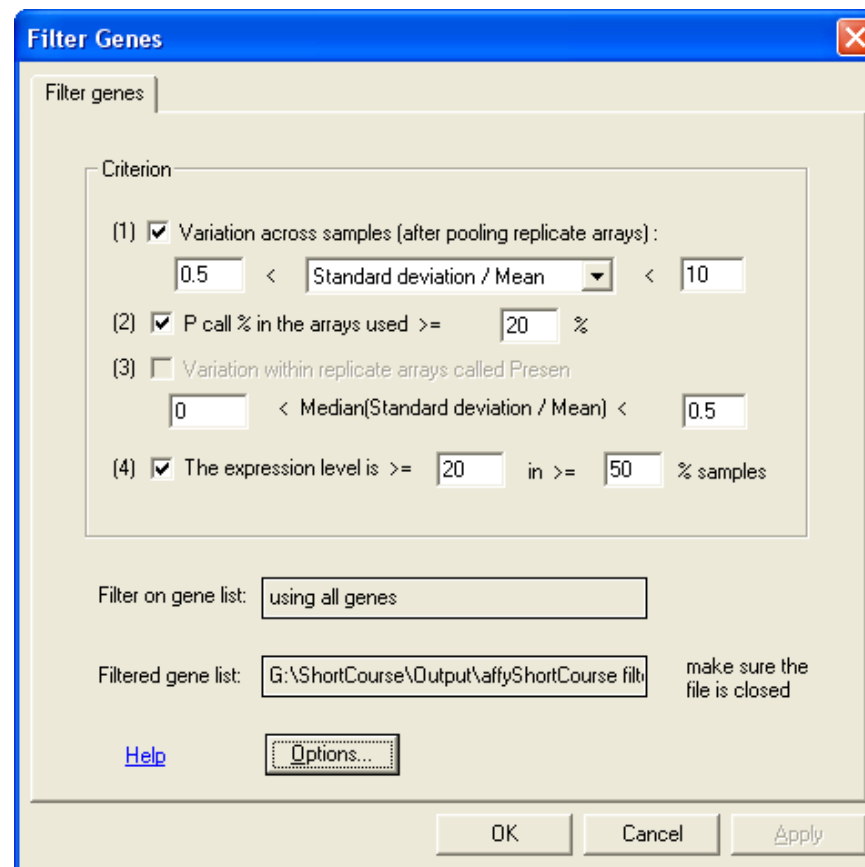 Filter Genes
Filter genes
Criterion
(1) Variation across samples (after pooling replicate arrays) :
0.5 < Standard deviation / Mean < 10
(2) P call % in the arrays used >= 20 %
(3) Variation within replicate arrays called Presen
0 < Median(Standard deviation / Mean) < 0.5
(4) The expression level is >= 20 in >= 50 % samples
Filter on gene list: using all genes
Filtered gene list: G:\ShortCourse\Output\affyShortCourse filt make sure the
file is closed
Help Options...
OK Cancel Apply